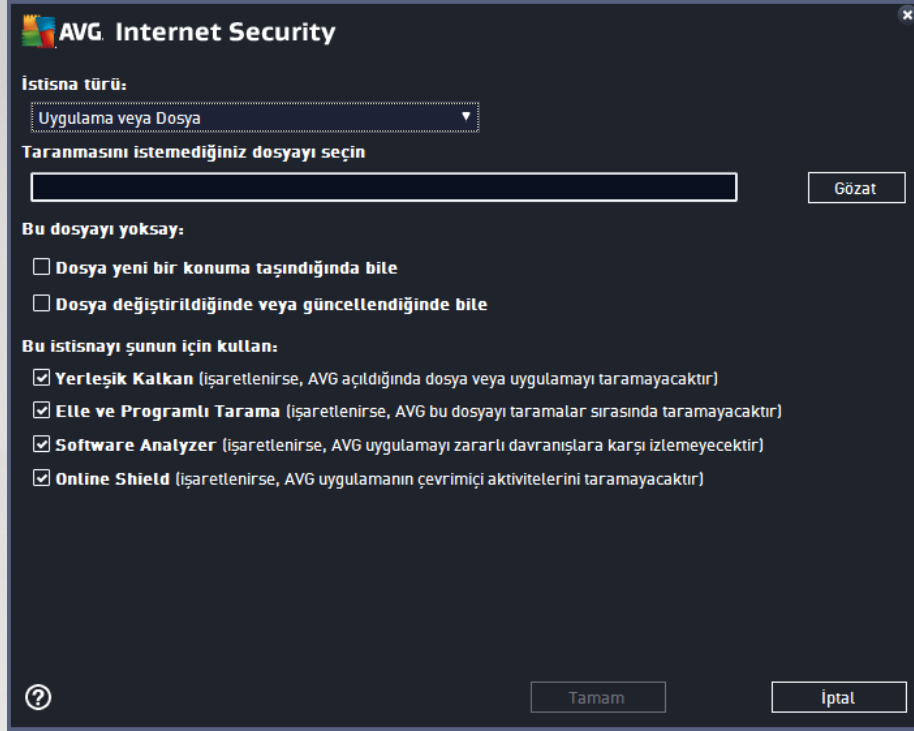 AVG. Internet Security
İstisna türü:
Uygulama veya Dosya
Taranmasını istemediğiniz dosyayı seçin
Gözat
Bu dosyayı yoksay:
Dosya yeni bir konuma taşındığında bile
Dosya değiştirildiğinde veya güncellendiğinde bile
Bu istisnayı şunun için kullan:
Yerleşik Kalkan (işaretlenirse, AVG açıldığında dosya veya uygulamayı taramayacaktır)
Elle ve Programlı Tarama (işaretlenirse, AVG bu dosyayı taramalar sırasında taramayacaktır)
Software Analyzer (işaretlenirse, AVG uygulamayı zararlı davranışlara karşı izlemeyecektir)
Online Shield (işaretlenirse, AVG uygulamanın çevrimiçi aktivitelerini taramayacaktır)
Tamam
İptal